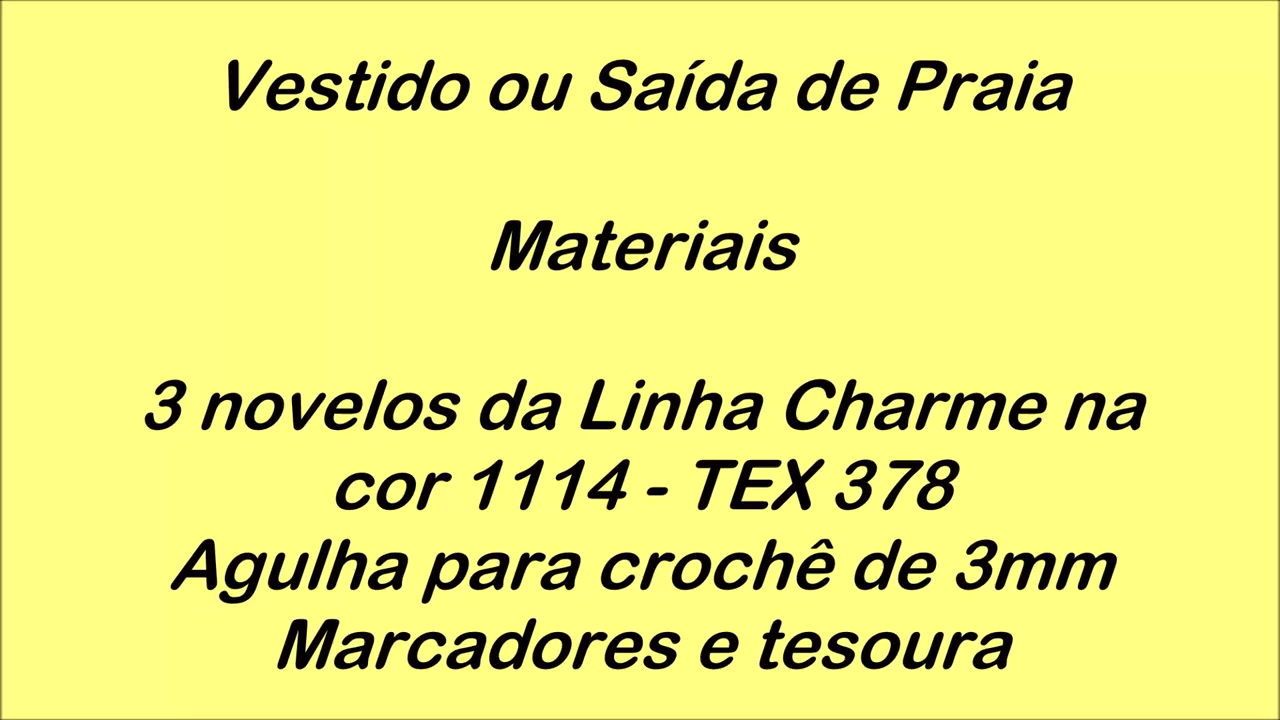 Vestido ou Saída de Praia
Materiais
3 novelos da Linha Charme na
cor 1114 - TEX 378
Agulha para crochê de 3mm
Marcadores e tesoura